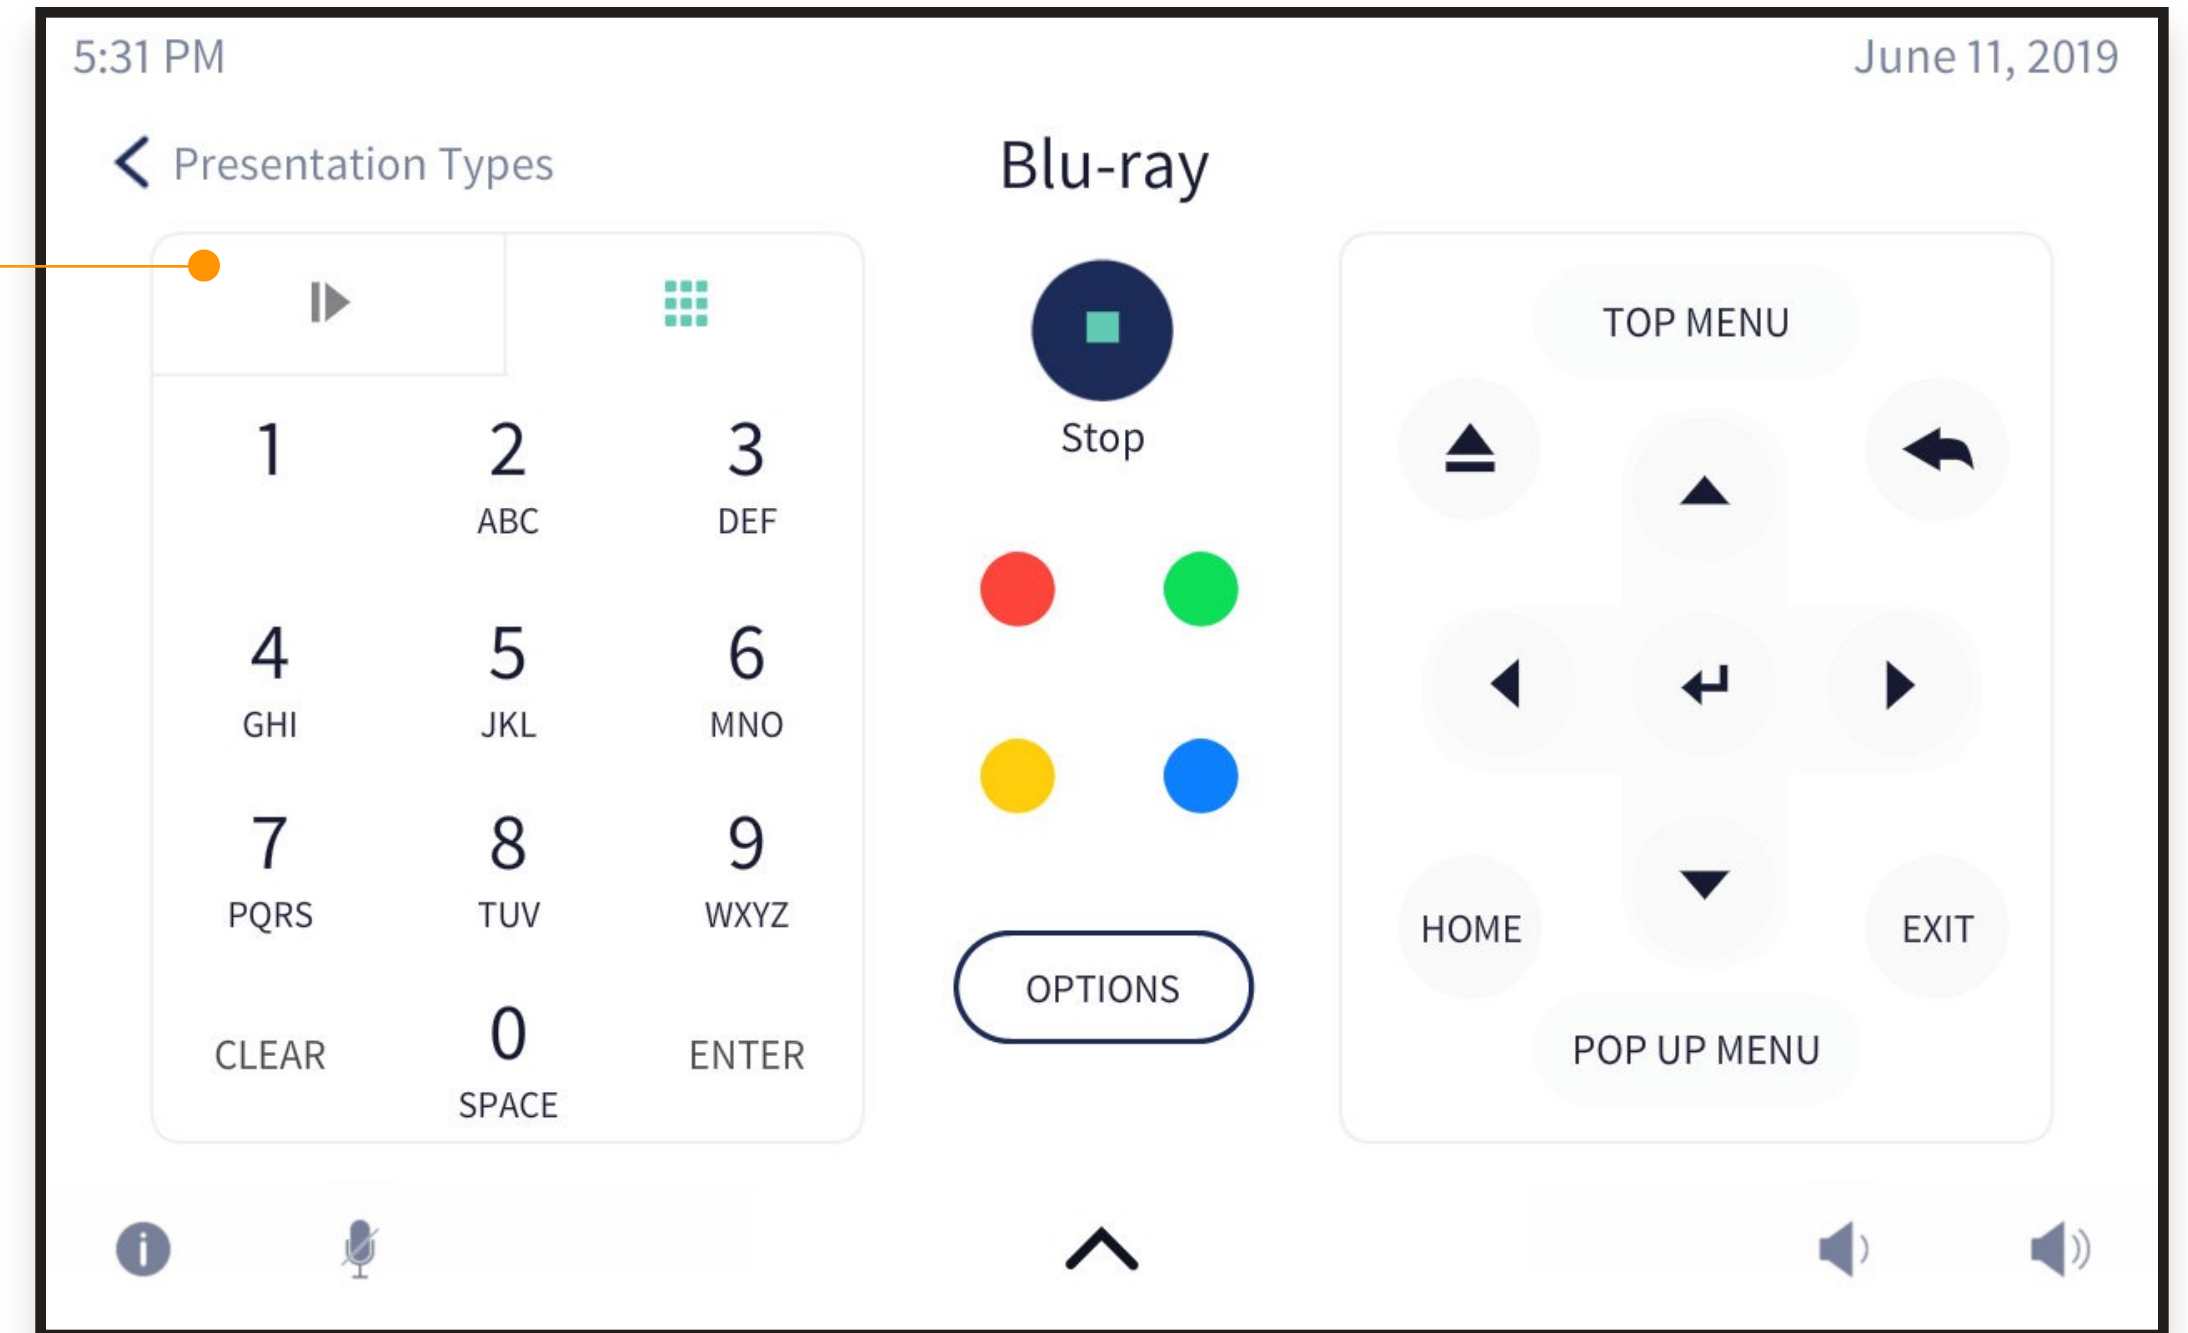 5:31 PM
June 11, 2019
Presentation Types
Blu-ray
1
2
3
ABC
DEF
4
5
6
GHI
JKL
MNO
7
8
9
PQRS
TUV
WXYZ
CLEAR
0
ENTER
SPACE
Stop
OPTIONS
TOP MENU
HOME
EXIT
POP UP MENU